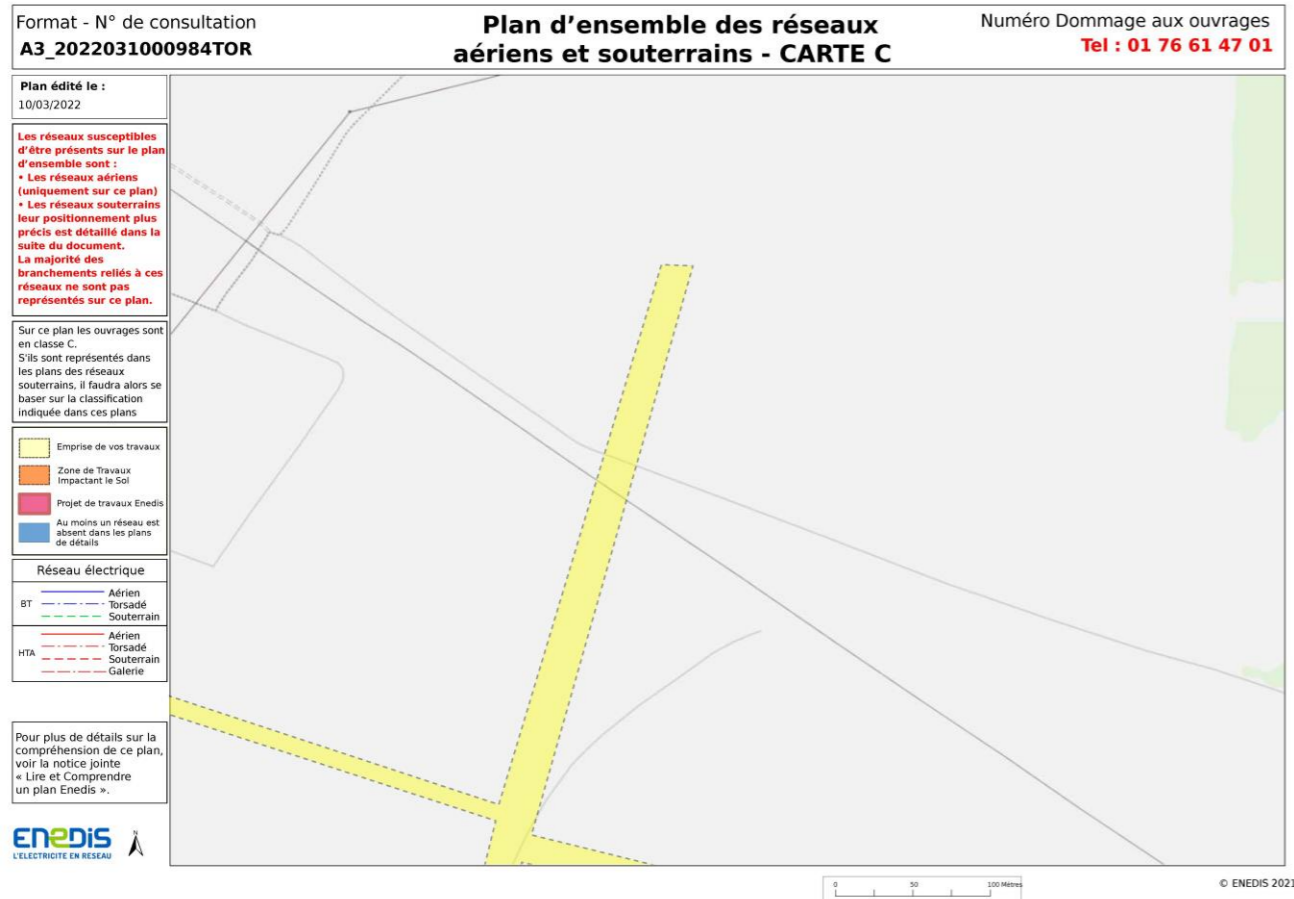 Format - N° de consultation
A3_2022031000984TOR
Plan d’ensemble des réseaux
aériens et souterrains - CARTE C
Numéro Dommage aux ouvrages
Tel : 01 76 61 47 01
Plan édité le :
10/03/2022
Les réseaux susceptibles
d’être présents sur le plan
d’ensemble sont :
• Les réseaux aériens
(uniquement sur ce plan)
• Les réseaux souterrains
leur positionnement plus
précis est détaillé dans la
suite du document.
La majorité des
branchements reliés à ces
réseaux ne sont pas
représentés sur ce plan.
Sur ce plan les ouvrages sont
en classe C.
S'ils sont représentés dans
les plans des réseaux
souterrains, il faudra alors se
baser sur la classification
indiquée dans ces plans
Emprise de vos travaux
Zone de Travaux
Impactant le Sol
Projet de travaux Enedis
Au moins un réseau est
absent dans les plans
de détails
Réseau électrique
BT
Aérien
Torsadé
Souterrain
HTA
Aérien
Torsadé
Souterrain
Galerie
Pour plus de détails sur la
compréhension de ce plan,
voir la notice jointe
« Lire et Comprendre
un plan Enedis ».
ENEDIS
L'ELECTRICITE EN RESEAU
N
0 50 100 Mètres
© ENEDIS 2021